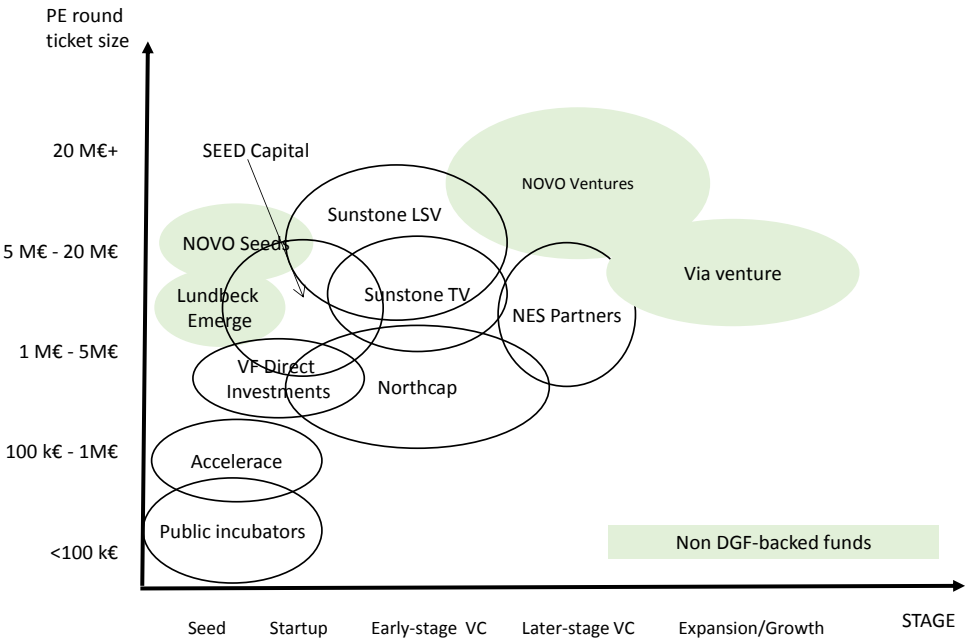 PE round
ticket size
20 M€+
SEED Capital
NOVO Ventures
Sunstone LSV
NOVO Seeds
5 M€ - 20 M€
Via venture
Lundbeck
Emerge
Sunstone TV
NES Partners
1 M€ - 5M€
VF Direct
Investments
Northcap
100 k€ - 1M€
Accelerace
Public incubators
<100 k€
Non DGF-backed funds
Seed
Startup
Early-stage VC
Later-stage VC
Expansion/Growth
STAGE